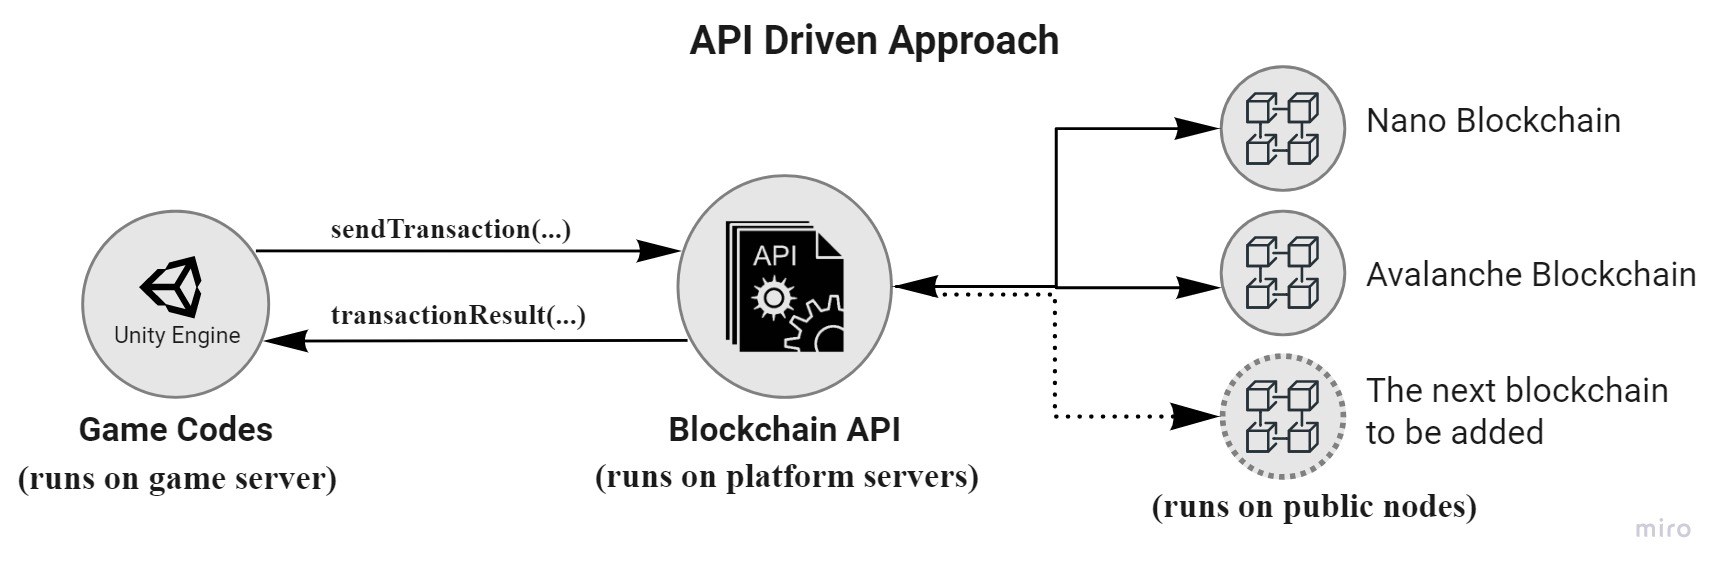 API Driven Approach
Nano Blockchain
sendTransaction(...)
API
Avalanche Blockchain
transactionResult(...)
Unity Engine
The next blockchain
to be added
Game Codes
(runs on game server)
Blockchain API
(runs on platform servers)
(runs on public nodes)
miro